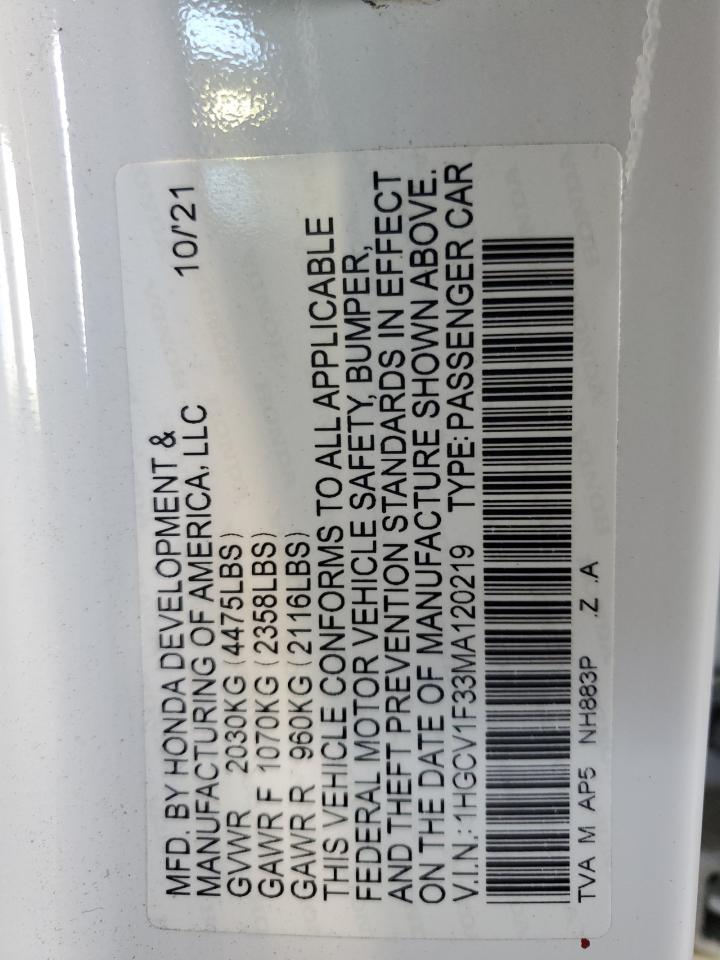 MFD. BY HONDA DEVELOPMENT & 10/'21
MANUFACTURING OF AMERICA, LLC
GVWR 2030KG (4475LBS)
GAWR F 1070KG (2358LBS)
GAWR R 960KG (2116LBS)
THIS VEHICLE CONFORMS TO ALL APPLICABLE
FEDERAL MOTOR VEHICLE SAFETY, BUMPER,
AND THEFT PREVENTION STANDARDS IN EFFECT
ON THE DATE OF MANUFACTURE SHOWN ABOVE.
V.I.N.: 1HGCV1F33MA120219 TYPE: PASSENGER CAR
TVA M AP5 NH883P .Z .A